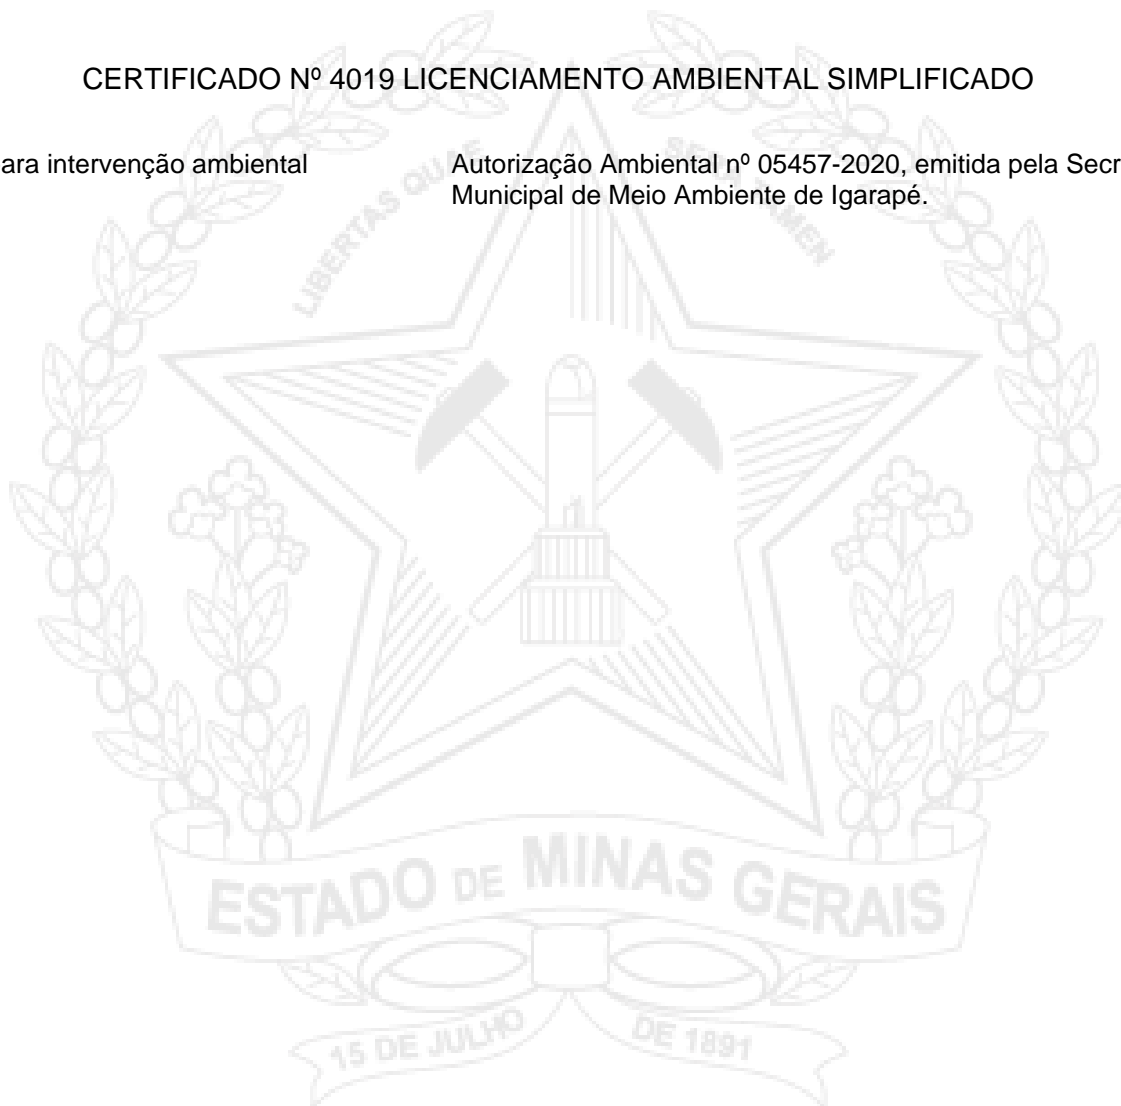 CERTIFICADO Nº 4019 LICENCIAMENTO AMBIENTAL SIMPLIFICADO
ara intervenção ambiental
Autorização Ambiental nº 05457-2020, emitida pela Secr
Municipal de Meio Ambiente de Igarapé.
LIBERTAS QUAE SERA TAMEN
ESTADO DE MINAS GERAIS
15 DE JULHO DE 1891